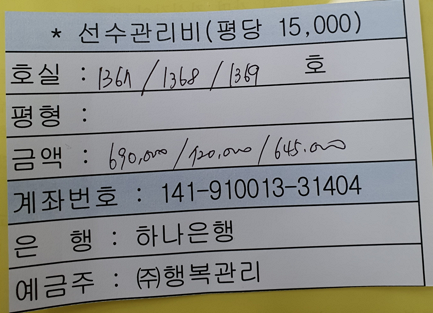 * 선수관리비(평당 15,000)
호실 : 1367/1368/1369 호
평형 :
금액 : 690,000/720,000/645,000
계좌번호 : 141-910013-31404
은 행 : 하나은행
예금주 : ㈜행복관리